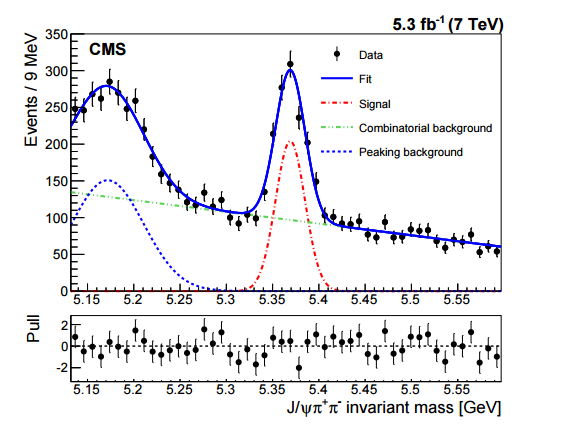 5.3 fb⁻¹ (7 TeV)
CMS
Events / 9 MeV
350
300
250
200
150
100
50
0
Data
Fit
Signal
Combinatorial background
Peaking background
5.15 5.2 5.25 5.3 5.35 5.4 5.45 5.5 5.55
Pull
2
0
-2
5.15 5.2 5.25 5.3 5.35 5.4 5.45 5.5 5.55
J/ψπ⁺π⁻ invariant mass [GeV]